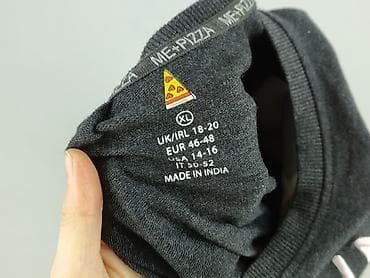 ME+PIZZA ME+PIZZA
XL
UK/IRL 18-20
EUR 46-48
USA 14-16
IT 50-52
MADE IN INDIA